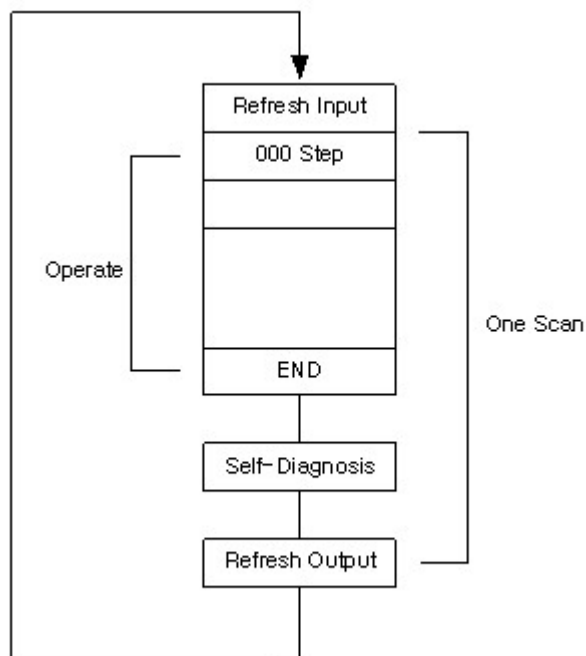 Refresh Input
000 Step
Operate
One Scan
END
Self-Diagnosis
Refresh Output